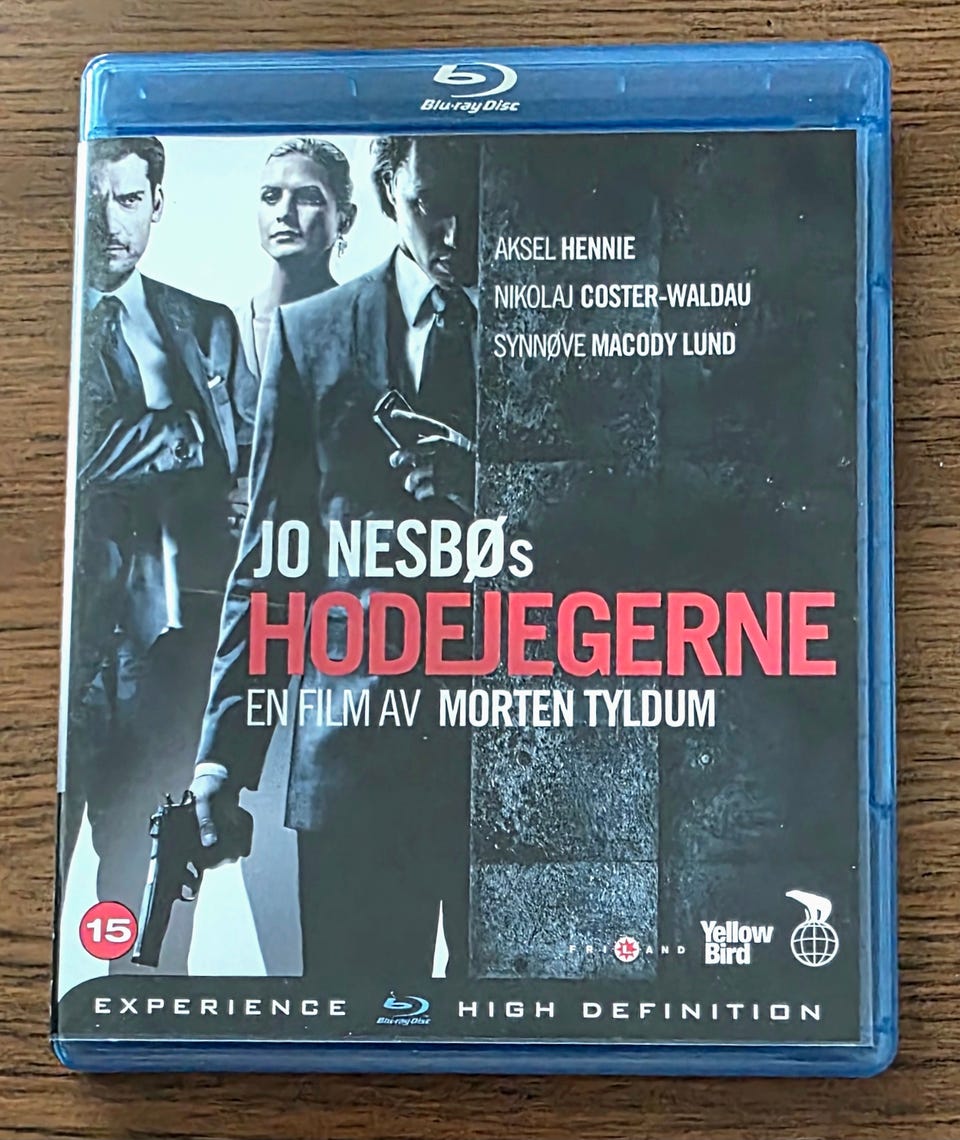 Blu-ray Disc
AKSEL HENNIE
NIKOLAJ COSTER-WALDAU
SYNNØVE MACODY LUND
JO NESBØs
HODEJEGERNE
EN FILM AV MORTEN TYLDUM
15
FRILAND
Yellow
Bird
EXPERIENCE Blu-ray Disc HIGH DEFINITION